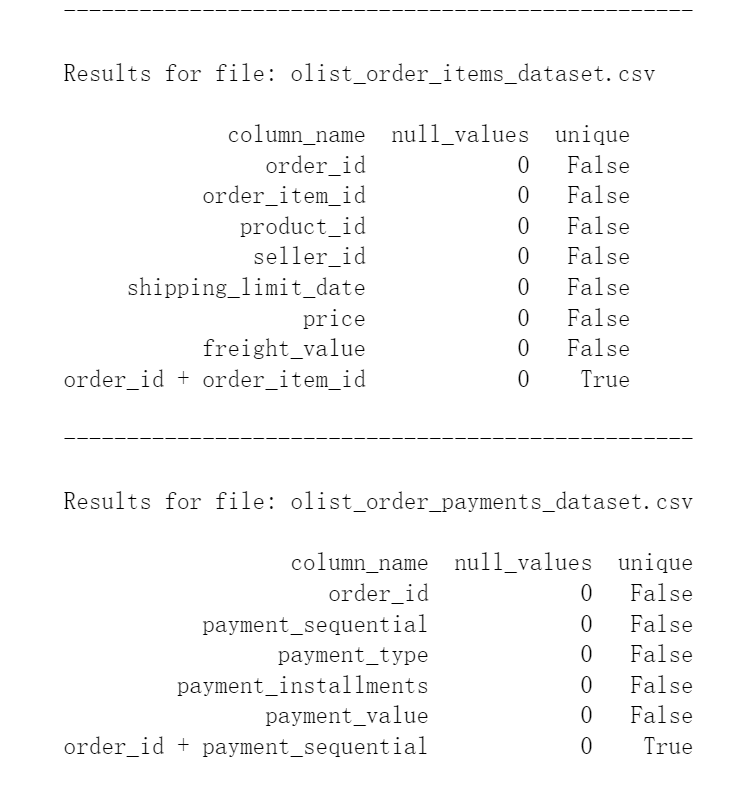 --------------------------------------------------
Results for file: olist_order_items_dataset.csv
column_name null_values unique
order_id 0 False
order_item_id 0 False
product_id 0 False
seller_id 0 False
shipping_limit_date 0 False
price 0 False
freight_value 0 False
order_id + order_item_id 0 True
--------------------------------------------------
Results for file: olist_order_payments_dataset.csv
column_name null_values unique
order_id 0 False
payment_sequential 0 False
payment_type 0 False
payment_installments 0 False
payment_value 0 False
order_id + payment_sequential 0 True